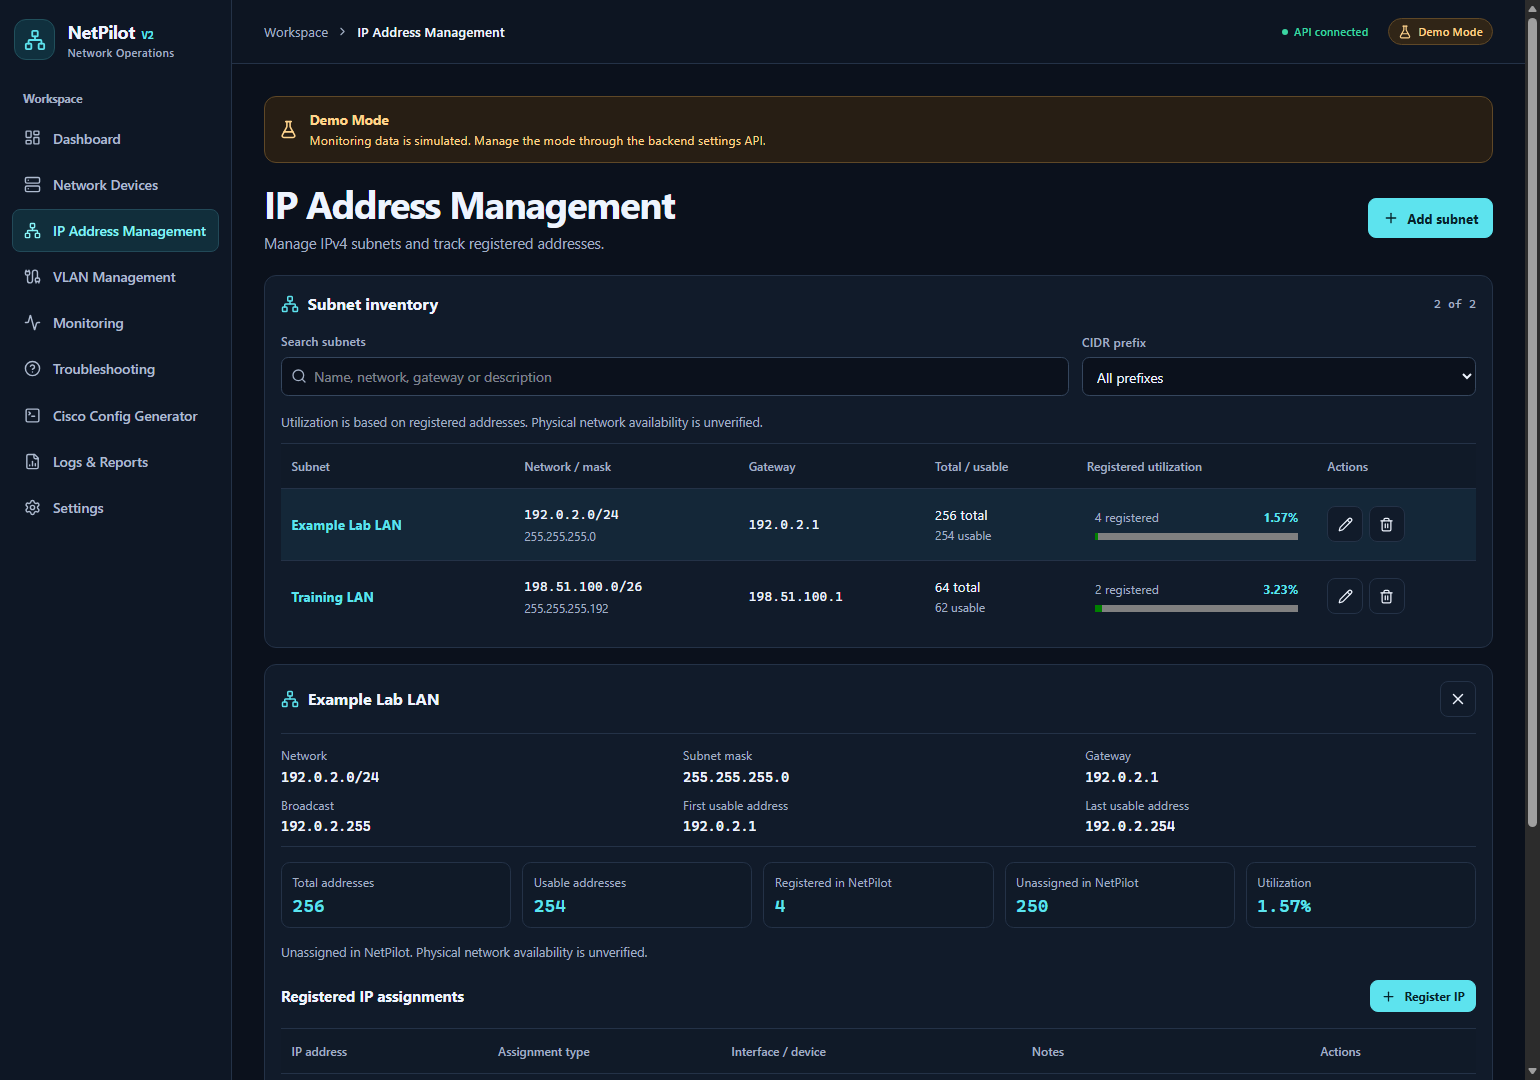 NetPilot V2
Network Operations
Workspace
Dashboard
Network Devices
IP Address Management
VLAN Management
Monitoring
Troubleshooting
Cisco Config Generator
Logs & Reports
Settings
Workspace > IP Address Management
API connected
Demo Mode
Demo Mode
Monitoring data is simulated. Manage the mode through the backend settings API.
IP Address Management
Manage IPv4 subnets and track registered addresses.
+ Add subnet
Subnet inventory
2 of 2
Search subnets
CIDR prefix
Name, network, gateway or description
All prefixes
Utilization is based on registered addresses. Physical network availability is unverified.
Subnet Network / mask Gateway Total / usable Registered utilization Actions
Example Lab LAN 192.0.2.0/24 255.255.255.0 192.0.2.1 256 total 254 usable 4 registered 1.57%
Training LAN 198.51.100.0/26 255.255.255.192 198.51.100.1 64 total 62 usable 2 registered 3.23%
Example Lab LAN
Network Subnet mask Gateway
192.0.2.0/24 255.255.255.0 192.0.2.1
Broadcast First usable address Last usable address
192.0.2.255 192.0.2.1 192.0.2.254
Total addresses Usable addresses Registered in NetPilot Unassigned in NetPilot Utilization
256 254 4 250 1.57%
Unassigned in NetPilot. Physical network availability is unverified.
Registered IP assignments
+ Register IP
IP address Assignment type Interface / device Notes Actions